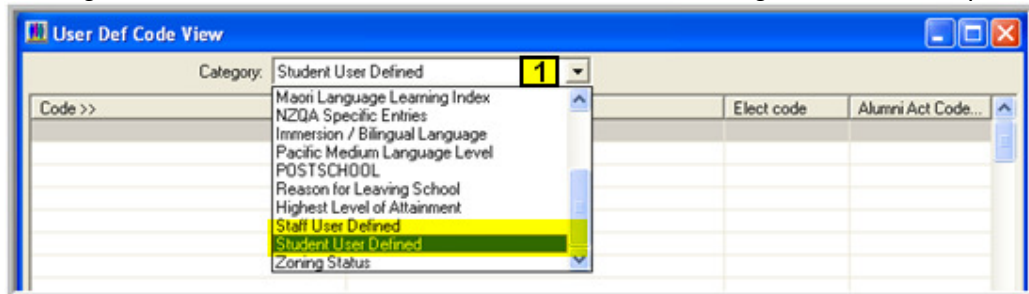 User Def Code View
Category: Student User Defined 1
Code >> Elect code Alumni Act Code...
Maori Language Learning Index
NZQA Specific Entries
Immersion / Bilingual Language
Pacific Medium Language Level
POSTSCHOOL
Reason for Leaving School
Highest Level of Attainment
Staff User Defined
Student User Defined
Zoning Status